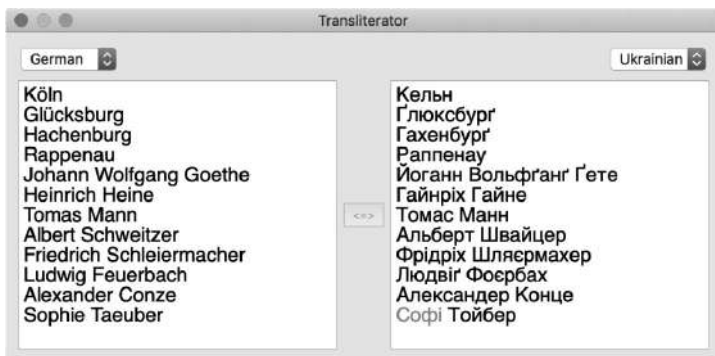 Transliterator
German
Ukrainian
Köln
Glücksburg
Hachenburg
Rappenau
Johann Wolfgang Goethe
Heinrich Heine
Tomas Mann
Albert Schweitzer
Friedrich Schleiermacher
Ludwig Feuerbach
Alexander Conze
Sophie Taeuber
<=>
Кельн
Ґлюксбурґ
Гахенбурґ
Раппенау
Йоганн Вольфґанґ Ґете
Гайнріх Гайне
Томас Манн
Альберт Швайцер
Фрідріх Шляєрмахер
Людвіґ Фоєрбах
Александер Конце
Софі Тойбер